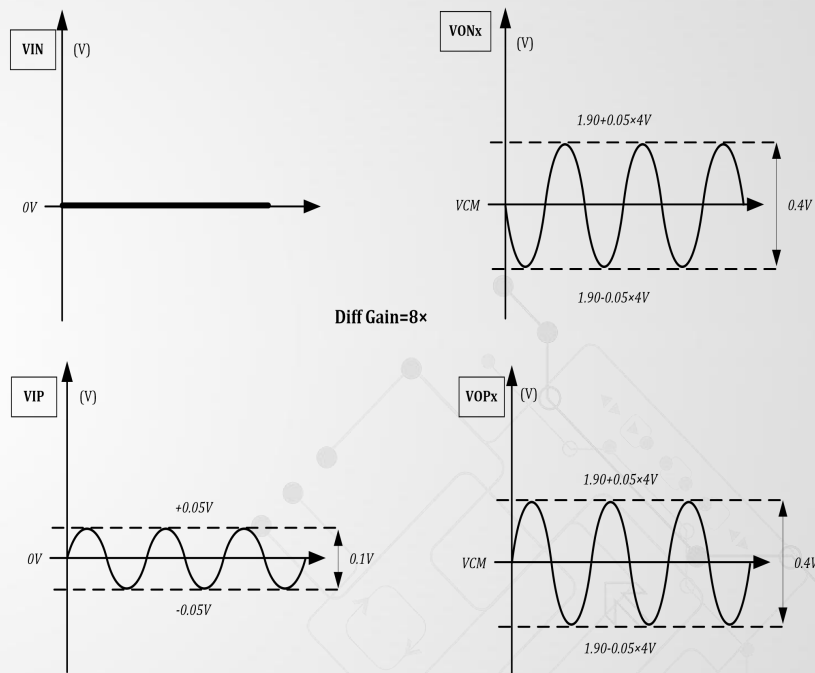 VIN
(V)
0V
VONx
(V)
1.90+0.05×4V
VCM
0.4V
1.90-0.05×4V
Diff Gain=8×
VIP
(V)
+0.05V
0V
0.1V
-0.05V
VOPx
(V)
1.90+0.05×4V
VCM
0.4V
1.90-0.05×4V